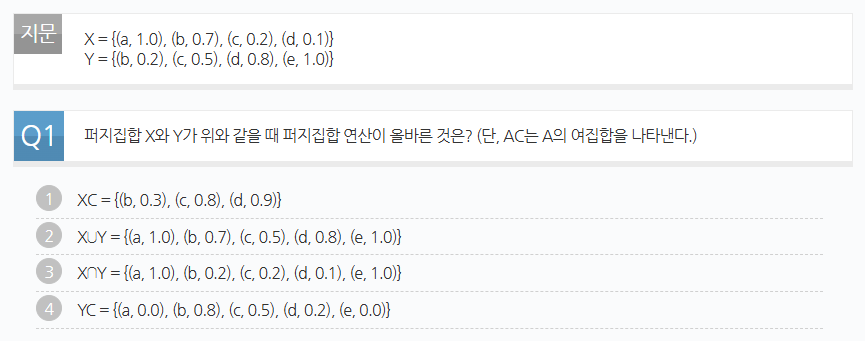 지문
X = {(a, 1.0), (b, 0.7), (c, 0.2), (d, 0.1)}
Y = {(b, 0.2), (c, 0.5), (d, 0.8), (e, 1.0)}
Q1
퍼지집합 X와 Y가 위와 같을 때 퍼지집합 연산이 올바른 것은? (단, AC는 A의 여집합을 나타낸다.)
1 XC = {(b, 0.3), (c, 0.8), (d, 0.9)}
2 X∪Y = {(a, 1.0), (b, 0.7), (c, 0.5), (d, 0.8), (e, 1.0)}
3 X∩Y = {(a, 1.0), (b, 0.2), (c, 0.2), (d, 0.1), (e, 1.0)}
4 YC = {(a, 0.0), (b, 0.8), (c, 0.5), (d, 0.2), (e, 0.0)}